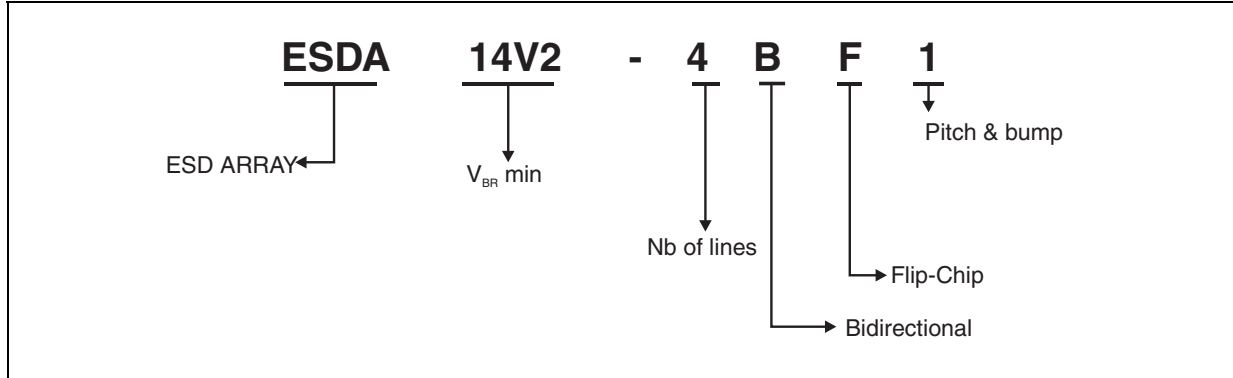 ESDA 14V2 - 4 B F 1
Pitch & bump
ESD ARRAY
VBR min
Nb of lines
Flip-Chip
Bidirectional